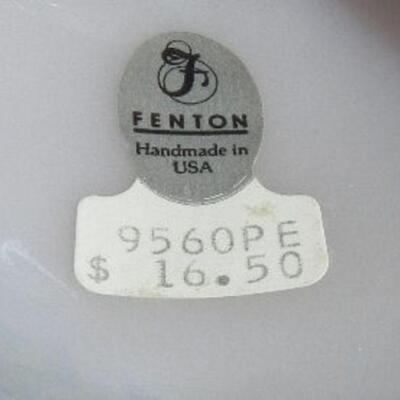 F
FENTON
Handmade in
USA
9560PE
$ 16.50